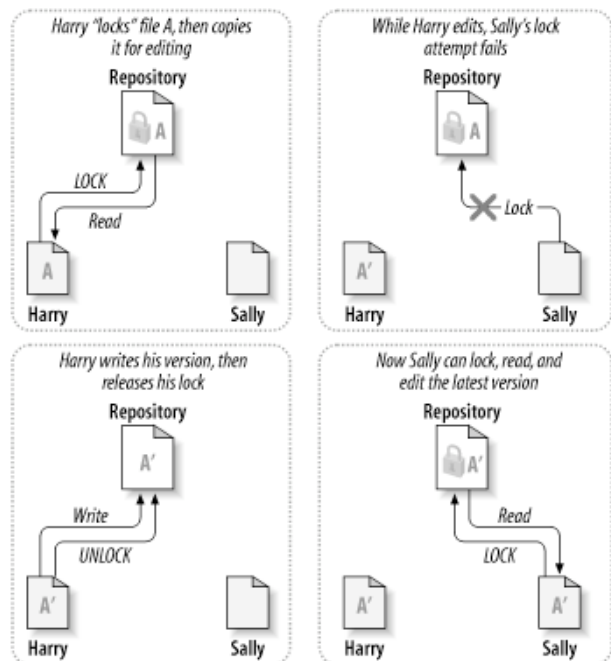 Harry “locks” file A, then copies
it for editing
Repository
A
LOCK
Read
A
Harry
Sally
While Harry edits, Sally’s lock
attempt fails
Repository
A
Lock
A′
Harry
Sally
Harry writes his version, then
releases his lock
Repository
A′
Write
UNLOCK
A′
Harry
Sally
Now Sally can lock, read, and
edit the latest version
Repository
A′
Read
LOCK
A′
A′
Harry
Sally